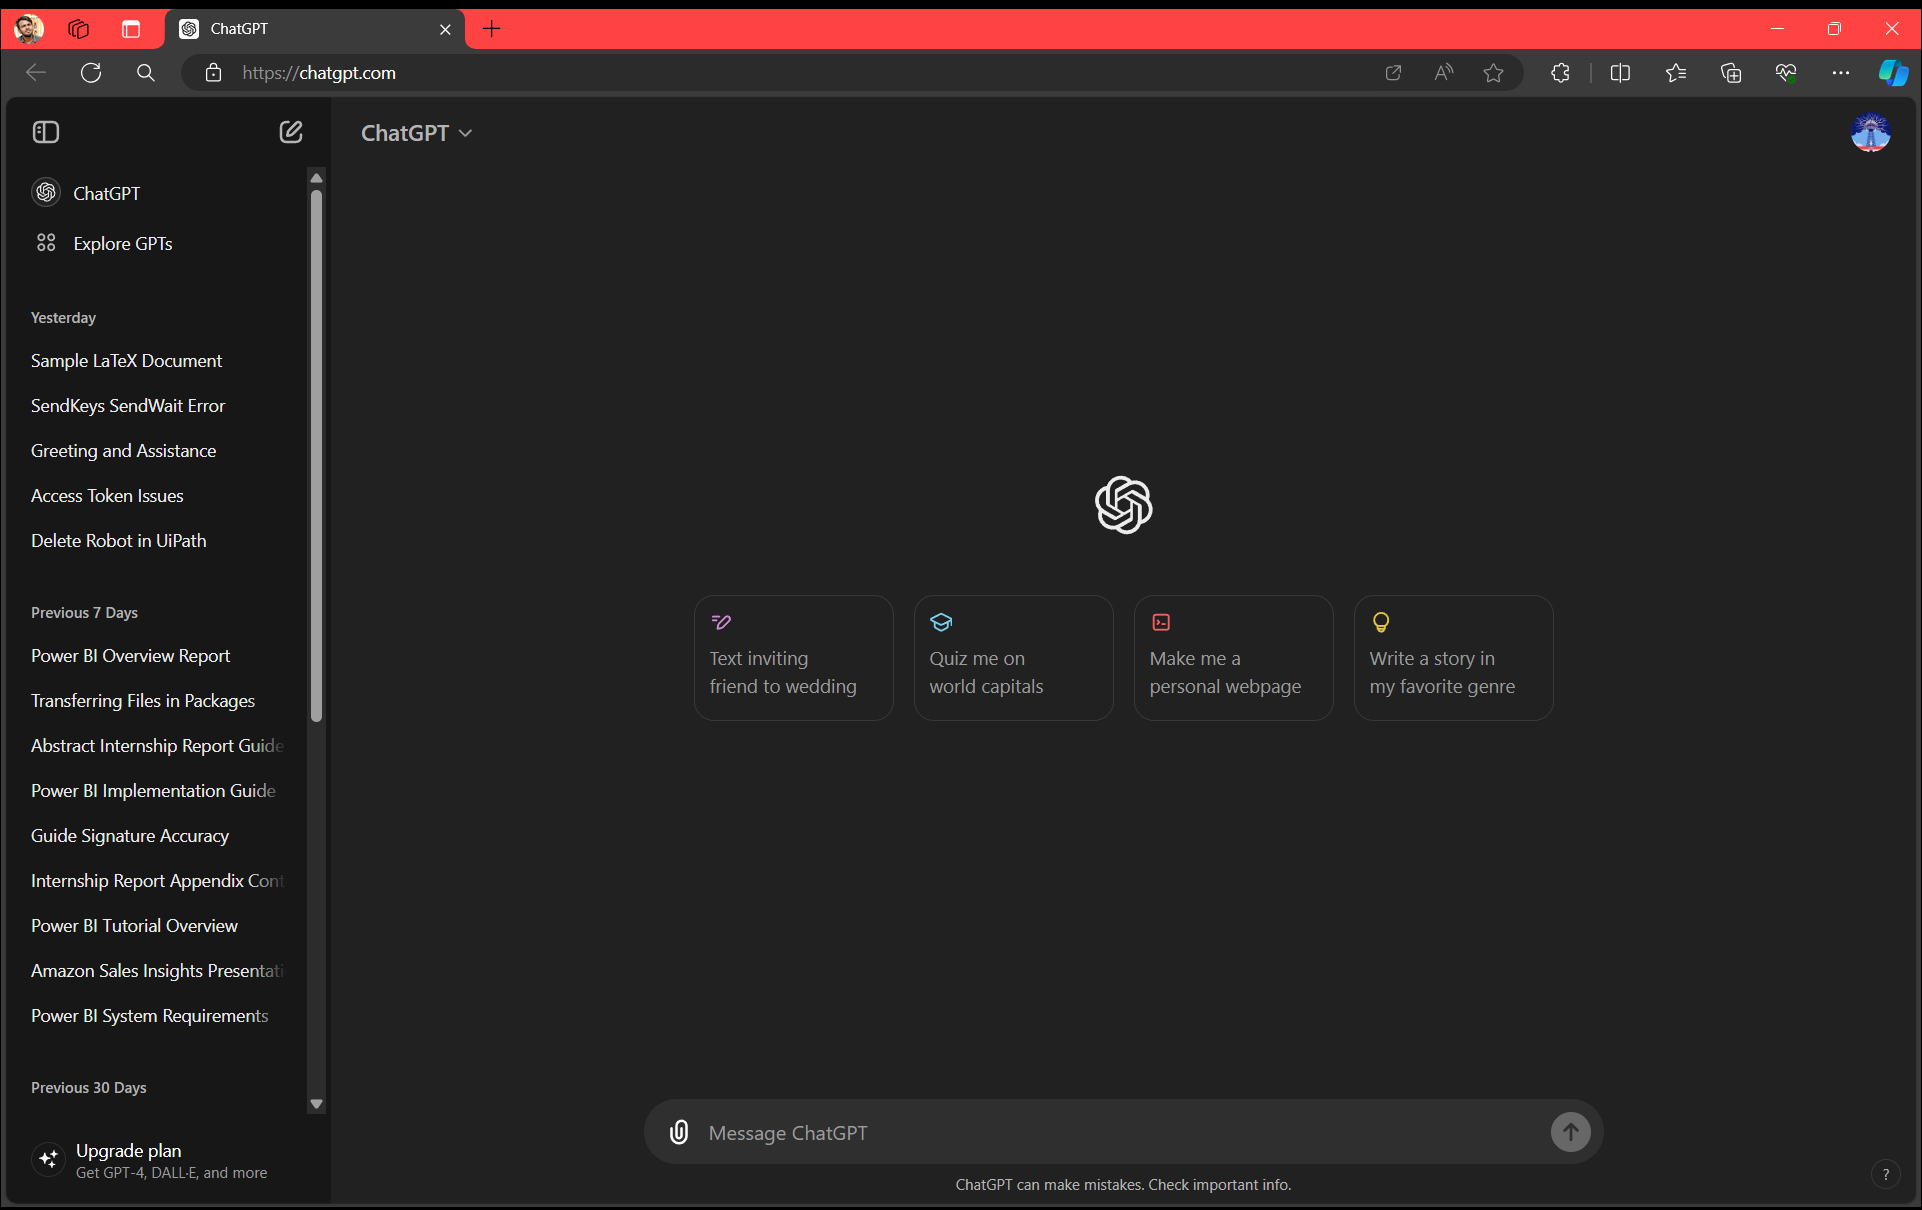 ChatGPT
https://chatgpt.com
ChatGPT
ChatGPT
Explore GPTs
Yesterday
Sample LaTeX Document
SendKeys SendWait Error
Greeting and Assistance
Access Token Issues
Delete Robot in UiPath
Previous 7 Days
Power BI Overview Report
Transferring Files in Packages
Abstract Internship Report Guide
Power BI Implementation Guide
Guide Signature Accuracy
Internship Report Appendix Cont
Power BI Tutorial Overview
Amazon Sales Insights Presentati
Power BI System Requirements
Previous 30 Days
Upgrade plan
Get GPT-4, DALL·E, and more
Text inviting
friend to wedding
Quiz me on
world capitals
Make me a
personal webpage
Write a story in
my favorite genre
Message ChatGPT
ChatGPT can make mistakes. Check important info.
?